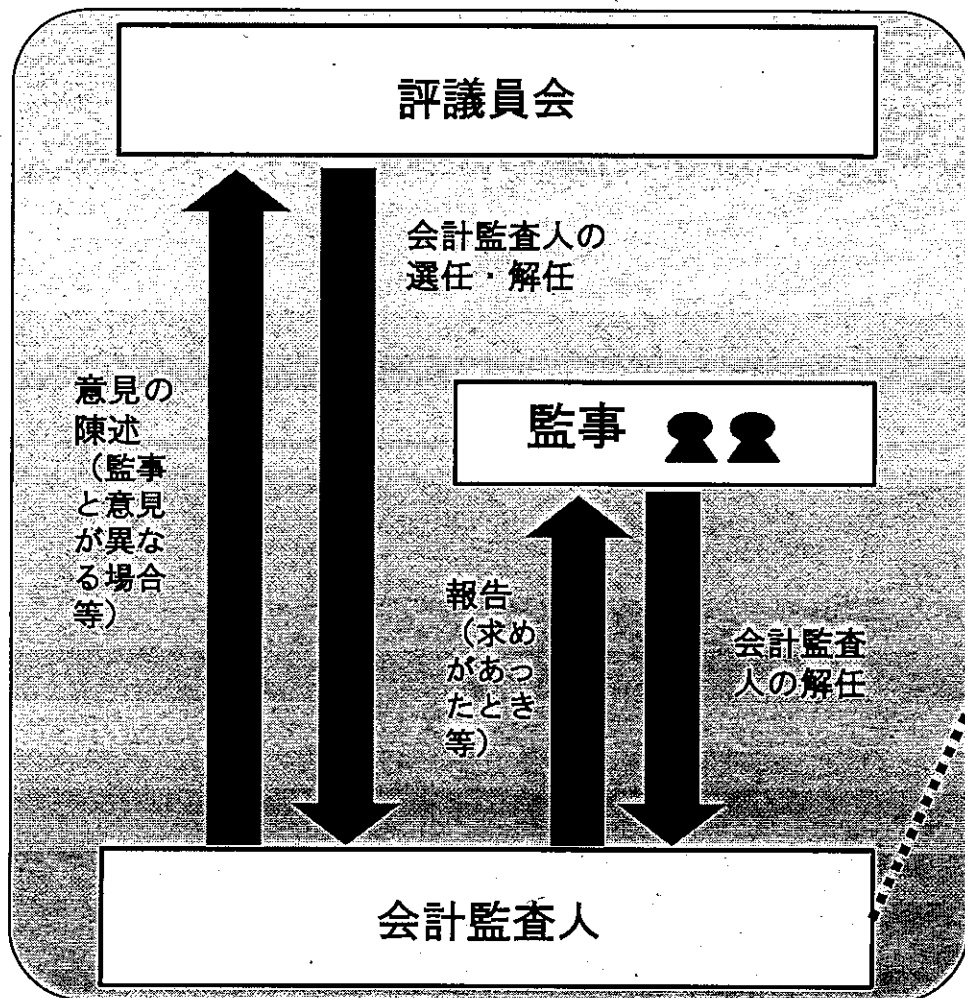 評議員会
会計監査人の
選任・解任
意見の
陳述
（監事
と意見
が異な
る場合
等）
監事
報告
（求め
があっ
たとき
等）
会計監査
人の解任
会計監査人